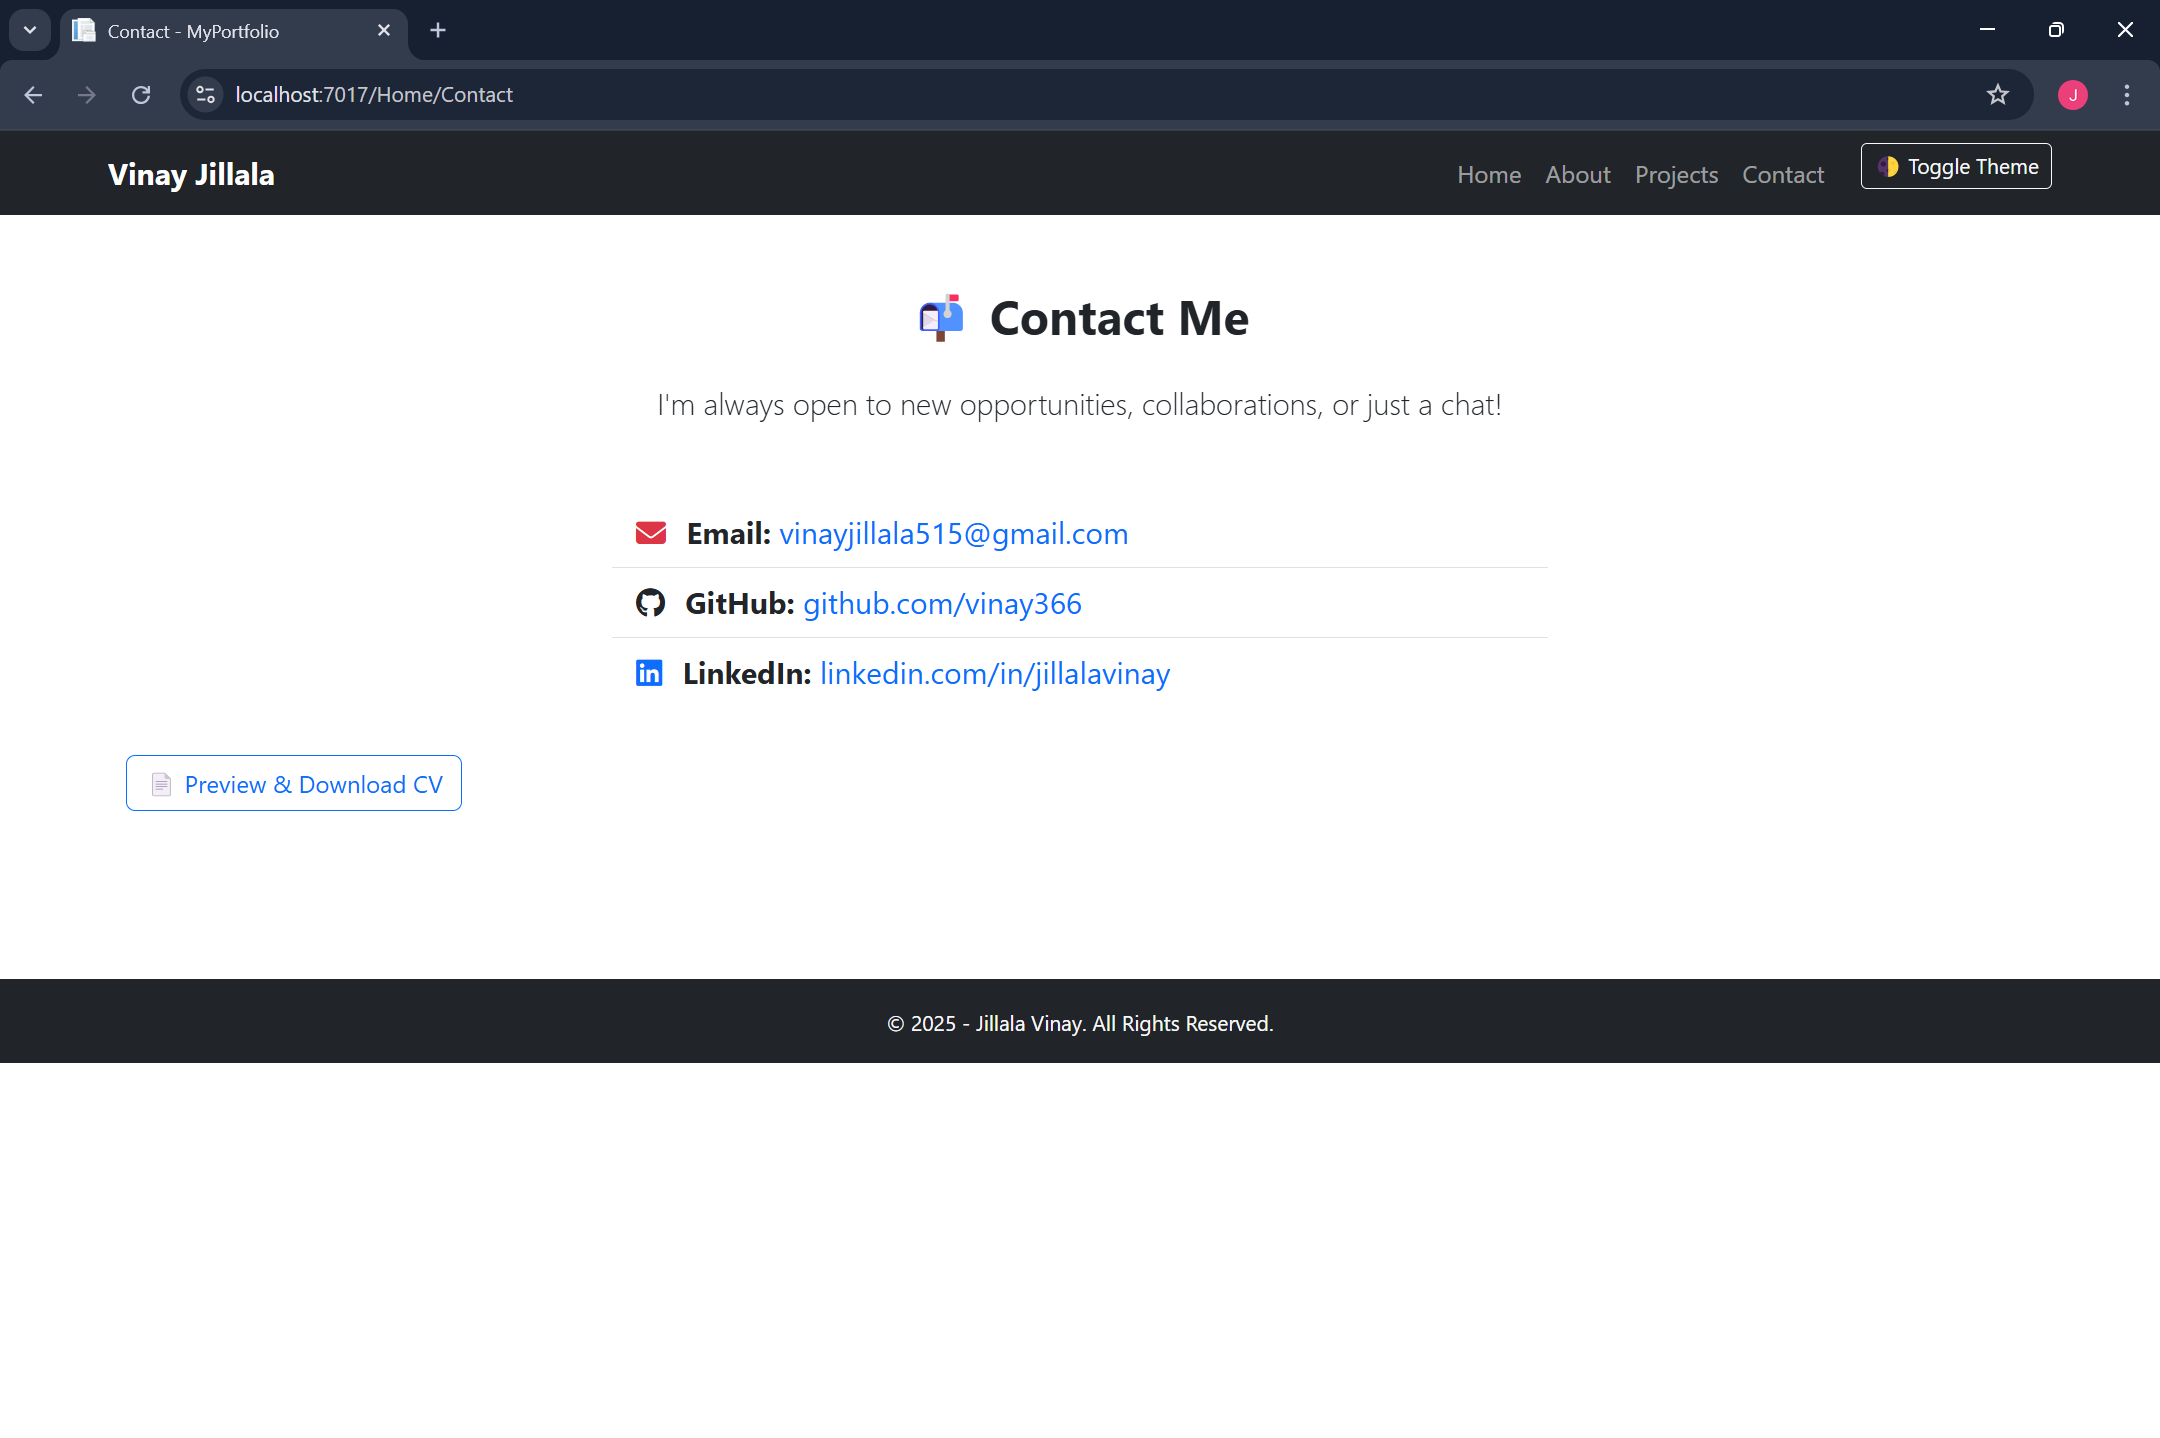 Contact - MyPortfolio
localhost:7017/Home/Contact
J
Vinay Jillala
Home About Projects Contact Toggle Theme
Contact Me
I'm always open to new opportunities, collaborations, or just a chat!
Email: vinayjillala515@gmail.com
GitHub: github.com/vinay366
LinkedIn: linkedin.com/in/jillalavinay
Preview & Download CV
© 2025 - Jillala Vinay. All Rights Reserved.